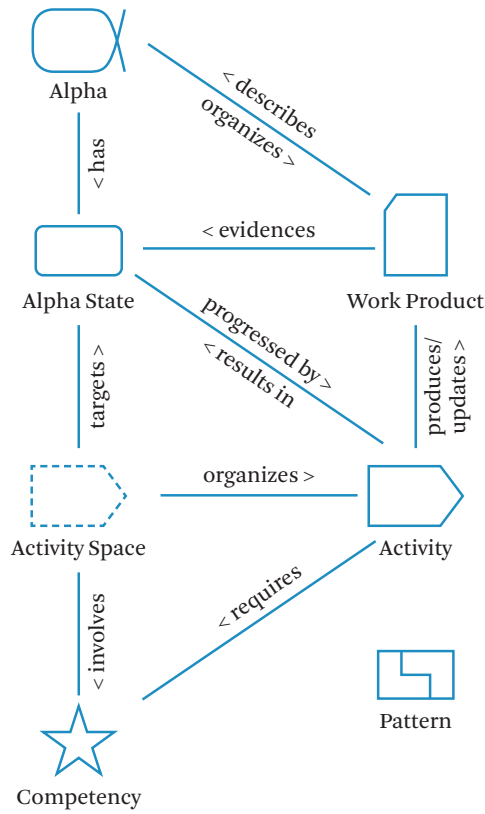 Alpha
< describes
organizes >
< has
< evidences
Alpha State
Work Product
progressed by >
< results in
targets >
produces/
updates >
organizes >
Activity Space
Activity
< requires
< involves
Pattern
Competency